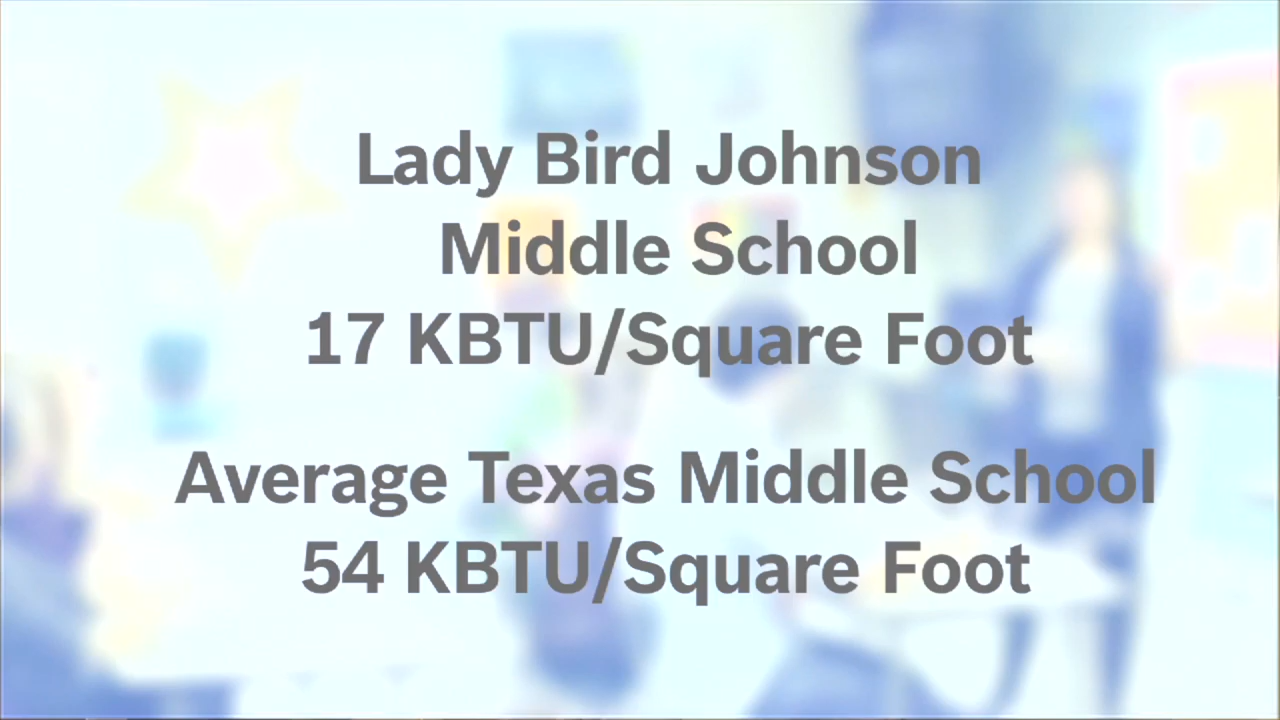 Lady Bird Johnson
Middle School
17 KBTU/Square Foot
Average Texas Middle School
54 KBTU/Square Foot